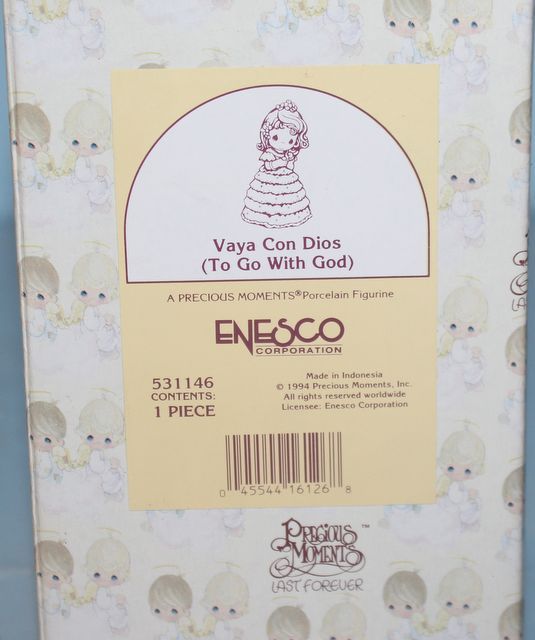 Vaya Con Dios
(To Go With God)
A PRECIOUS MOMENTS® Porcelain Figurine
ENESCO
CORPORATION
531146
CONTENTS:
1 PIECE
Made in Indonesia
© 1994 Precious Moments, Inc.
All rights reserved worldwide
Licensee: Enesco Corporation
0 45544 16126 8
PRECIOUS MOMENTS™
LAST FOREVER